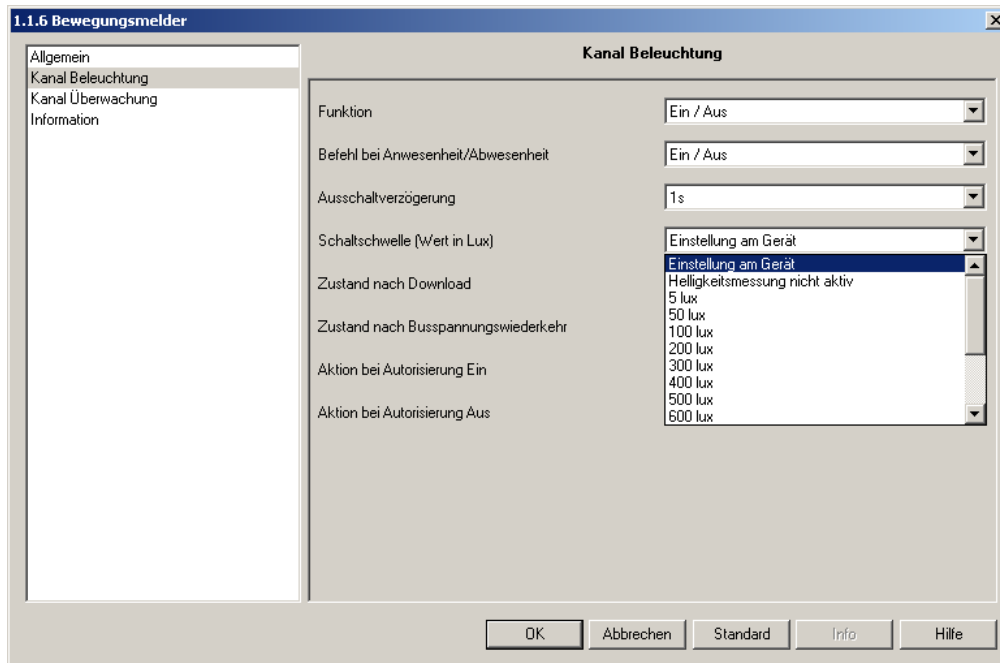 1.1.6 Bewegungsmelder
Allgemein
Kanal Beleuchtung
Kanal Überwachung
Information
Kanal Beleuchtung
Funktion
Ein / Aus
Befehl bei Anwesenheit/Abwesenheit
Ein / Aus
Ausschaltverzögerung
1s
Schaltschwelle (Wert in Lux)
Einstellung am Gerät
Einstellung am Gerät
Helligkeitsmessung nicht aktiv
5 lux
50 lux
100 lux
200 lux
300 lux
400 lux
500 lux
600 lux
Zustand nach Download
Zustand nach Busspannungswiederkehr
Aktion bei Autorisierung Ein
Aktion bei Autorisierung Aus
OK
Abbrechen
Standard
Info
Hilfe